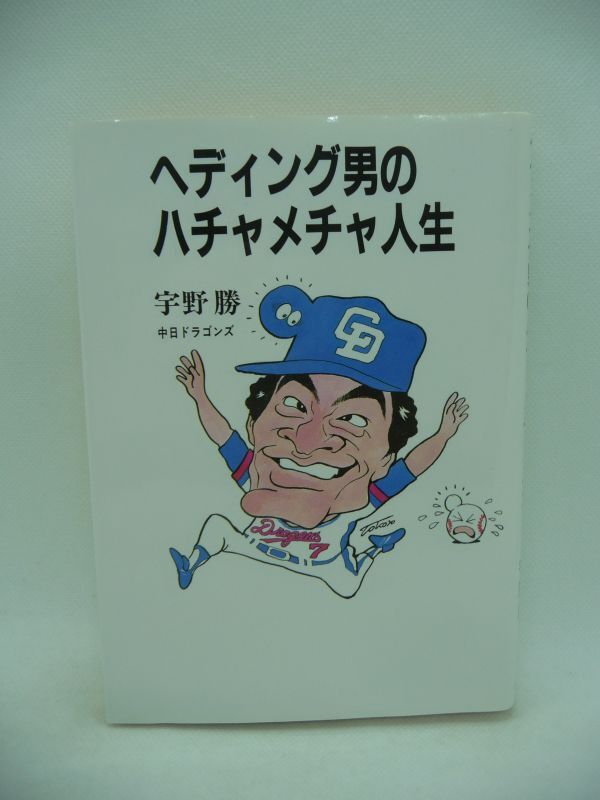 ヘディング男の
ハチャメチャ人生
宇野 勝
中日ドラゴンズ
CD
Dragons
7